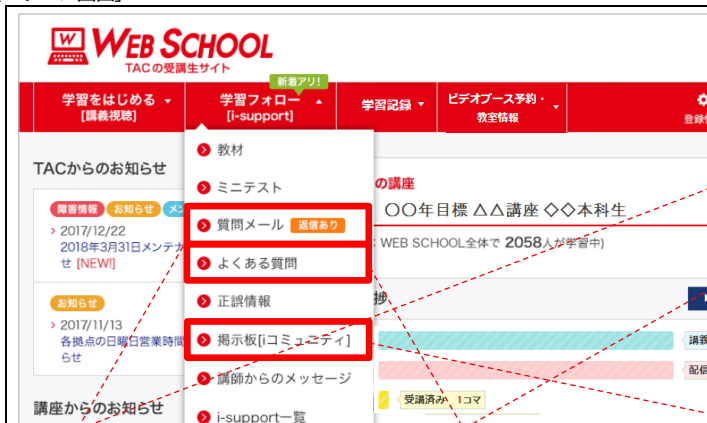 WEB SCHOOL
TACの受講生サイト
新着アリ!
学習をはじめる ▼
[講義視聴]
学習フォロー ▲
[i-support]
学習記録 ▼
ビデオブース予約・
教室情報 ▼
教材
ミニテスト
質問メール 返信あり
よくある質問
正誤情報
掲示板[iコミュニティ]
講師からのメッセージ
i-support一覧
TACからのお知らせ
障害情報 お知らせ
2017/12/22
2018年3月31日メンテナ
せ [NEW!]
お知らせ
2017/11/13
各拠点の日曜日営業時間
らせ
講座からのお知らせ
の講座
〇〇年目標 △△講座 ◇◇本科生
: WEB SCHOOL全体で 2058人が学習中)
捗
講義
配信
受講済み 1コマ